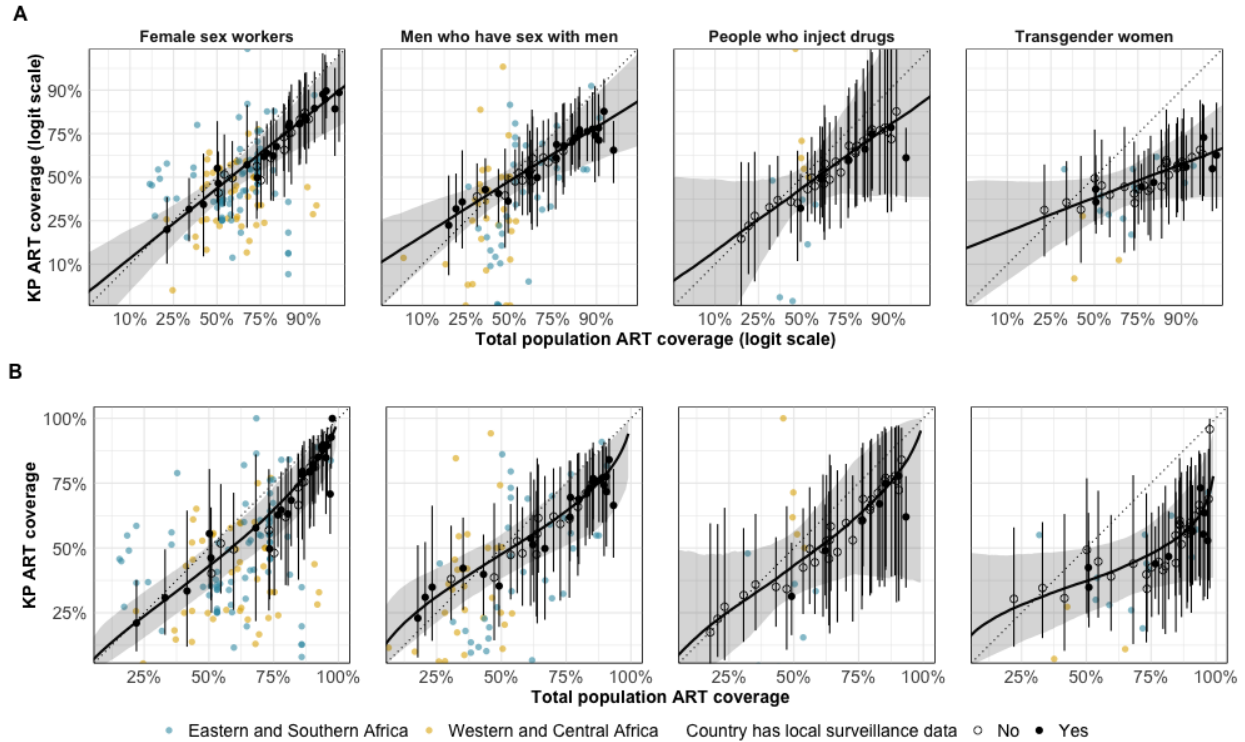 A
Female sex workers
Men who have sex with men
People who inject drugs
Transgender women
KP ART coverage (logit scale)
90%
75%
50%
25%
10%
10% 25% 50% 75% 90%
10% 25% 50% 75% 90%
10% 25% 50% 75% 90%
10% 25% 50% 75% 90%
Total population ART coverage (logit scale)
B
KP ART coverage
100%
75%
50%
25%
25% 50% 75% 100%
25% 50% 75% 100%
25% 50% 75% 100%
25% 50% 75% 100%
Total population ART coverage
Eastern and Southern Africa Western and Central Africa Country has local surveillance data No Yes